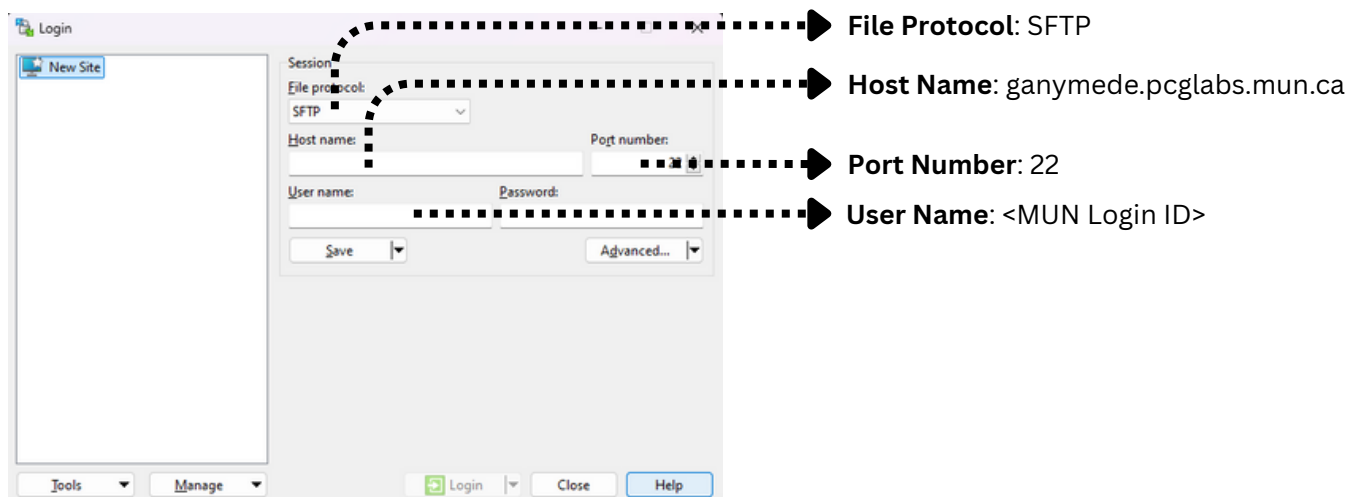 Login
New Site
Session
File protocol:
SFTP
Host name:
Port number:
22
User name:
Password:
Save
Advanced...
Tools
Manage
Login
Close
Help
File Protocol: SFTP
Host Name: ganymede.pcglabs.mun.ca
Port Number: 22
User Name: <MUN Login ID>